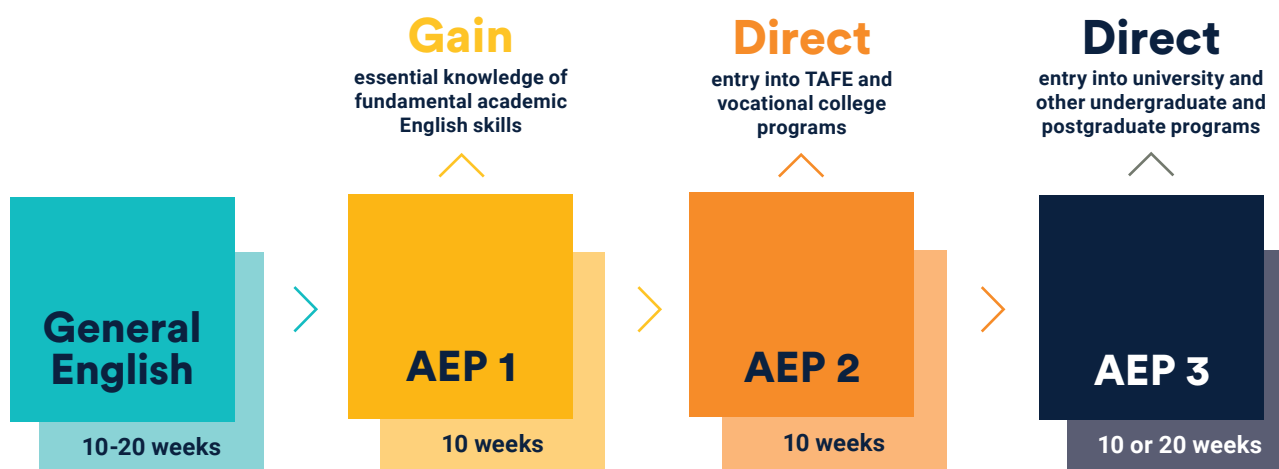 Gain
essential knowledge of
fundamental academic
English skills
Direct
entry into TAFE and
vocational college
programs
Direct
entry into university and
other undergraduate and
postgraduate programs
General
English
10-20 weeks
AEP 1
10 weeks
AEP 2
10 weeks
AEP 3
10 or 20 weeks